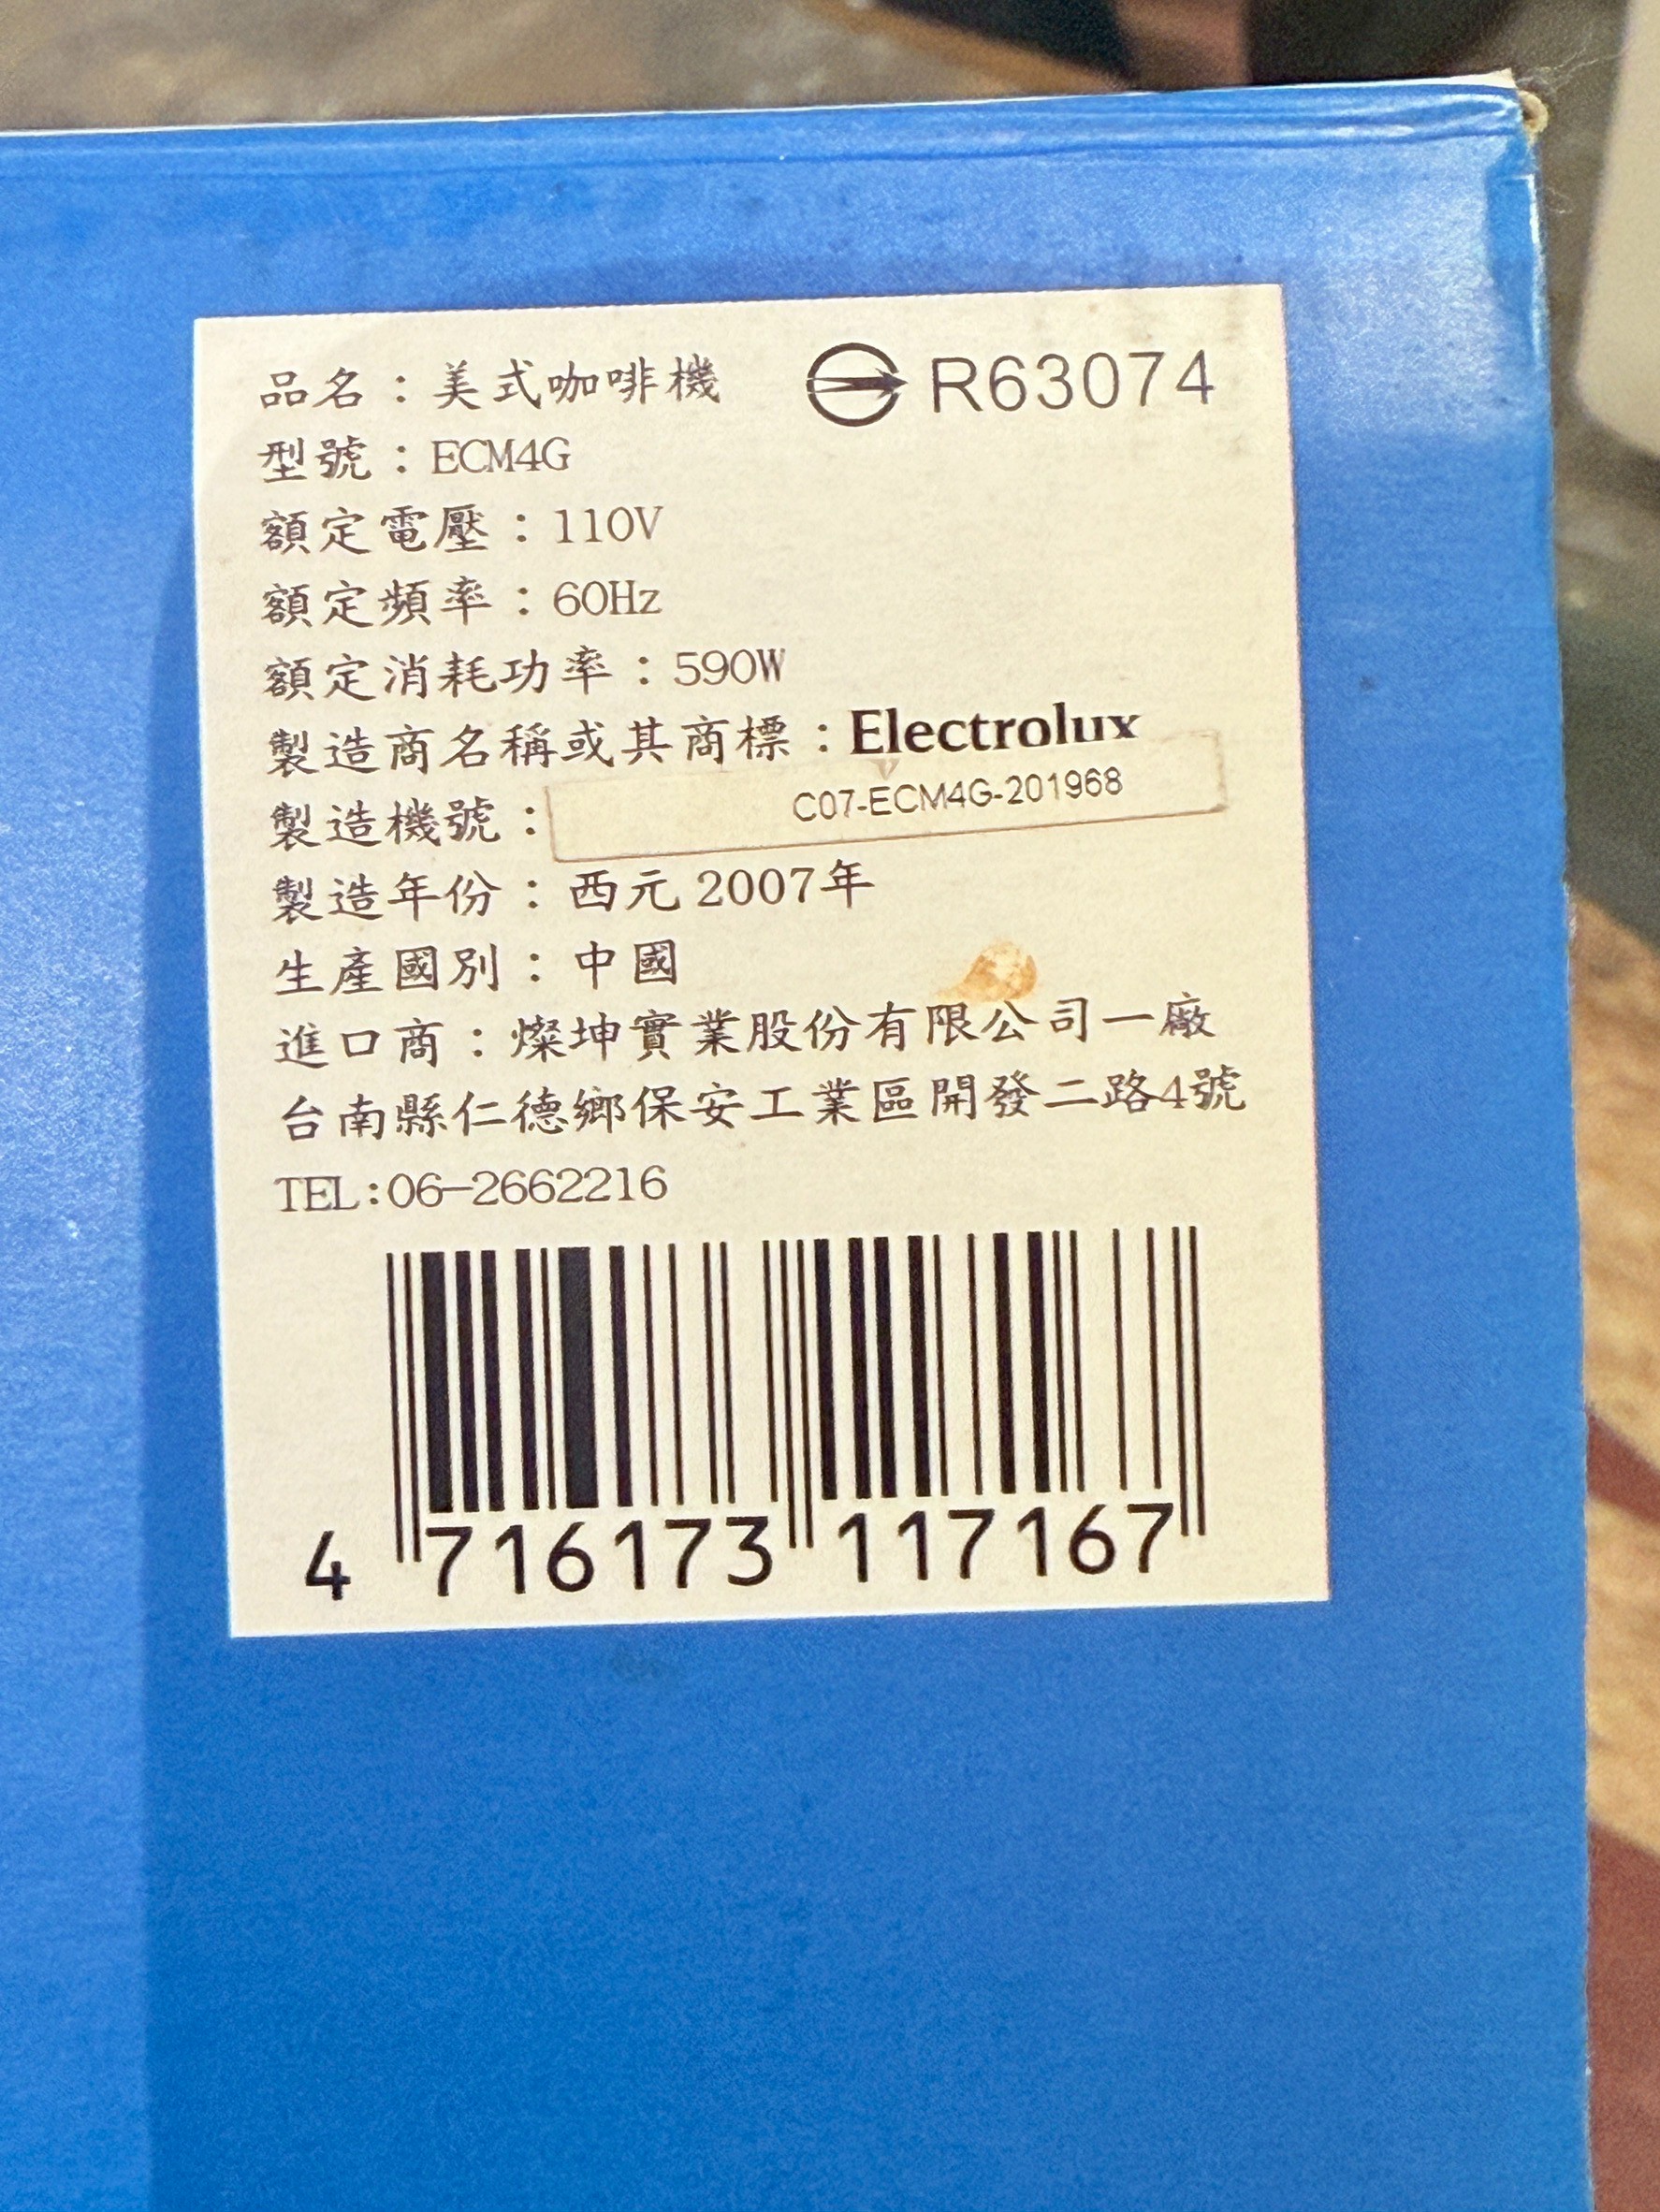 品名：美式咖啡機 R63074
型號：ECM4G
額定電壓：110V
額定頻率：60Hz
額定消耗功率：590W
製造商名稱或其商標：Electrolux
製造機號：C07-ECM4G-201968
製造年份：西元2007年
生產國別：中國
進口商：燦坤實業股份有限公司一廠
台南縣仁德鄉保安工業區開發二路4號
TEL:06-2662216
4 716173 117167